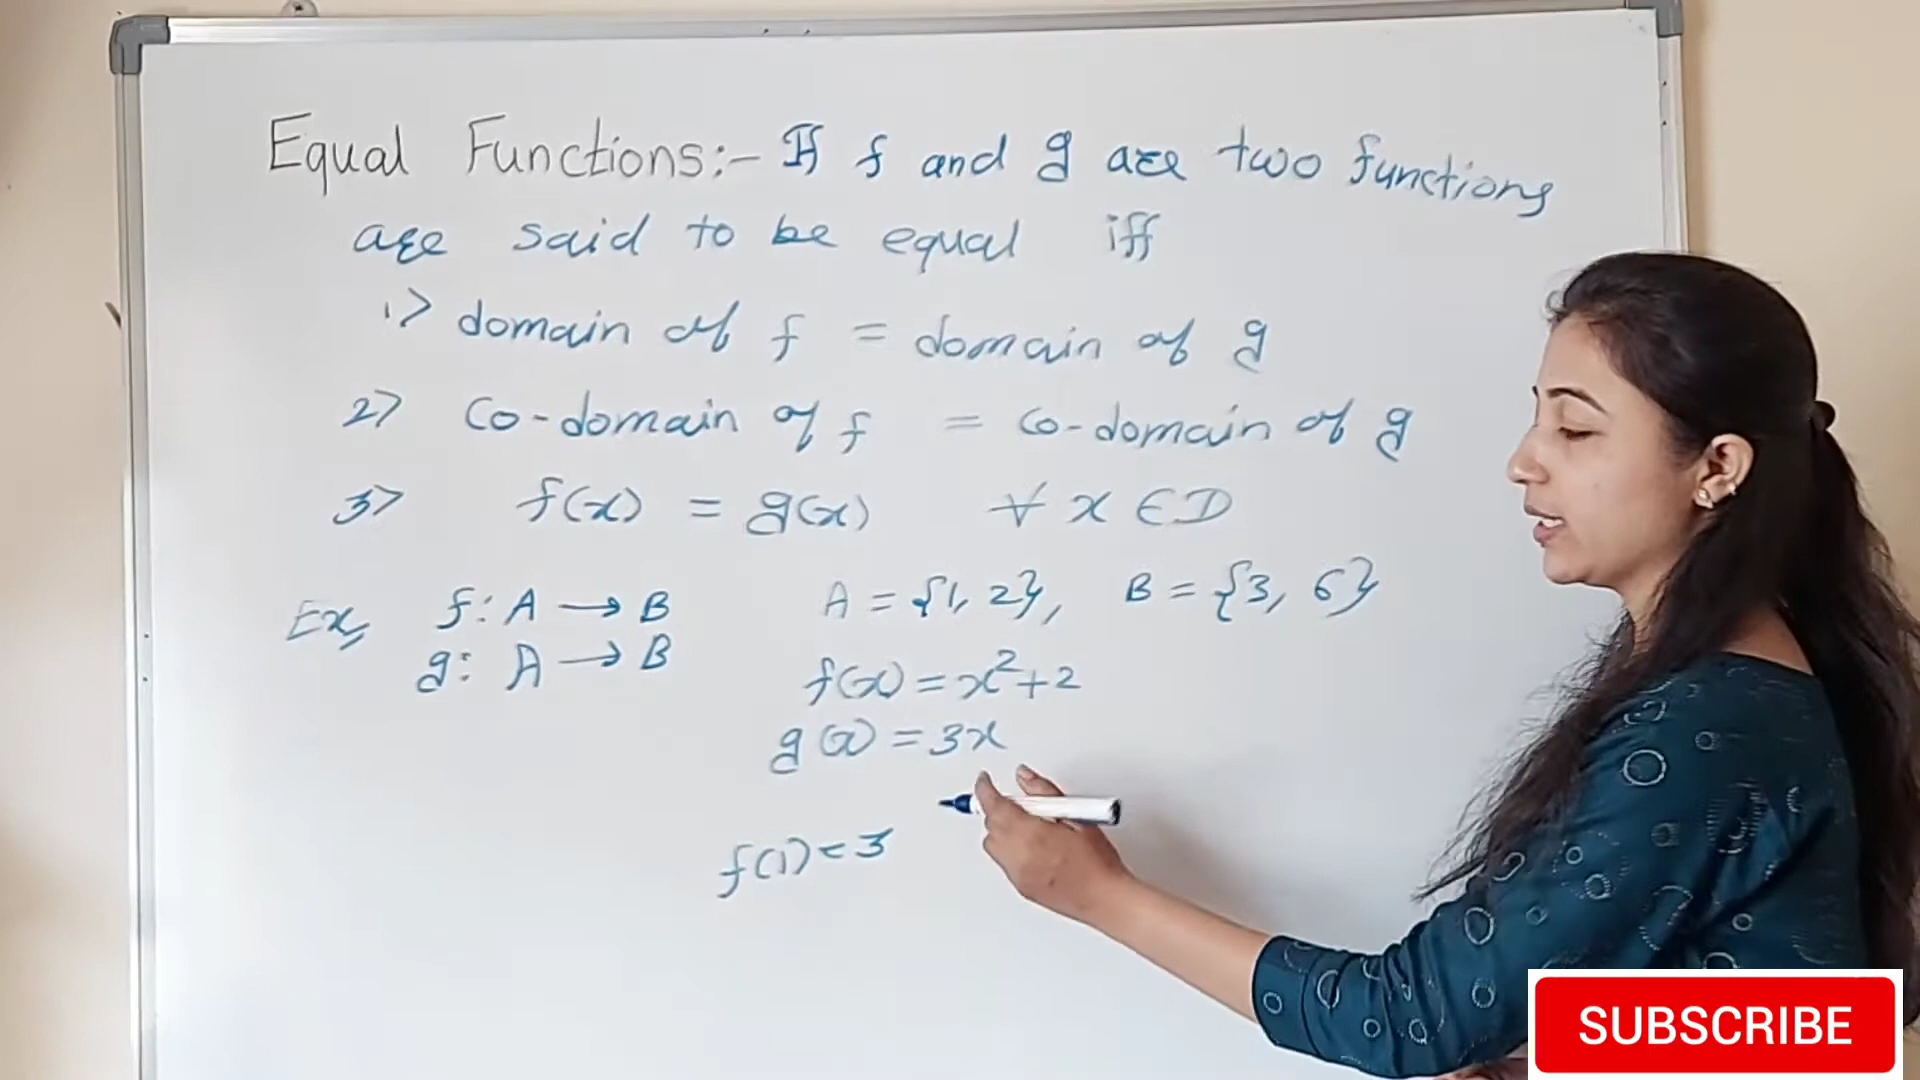 Equal Functions:- If f and g are two functions
are said to be equal iff
1) domain of f = domain of g
2) Co-domain of f = Co-domain of g
3) f(x) = g(x) ∀ x ∈ D
Ex, f: A → B A = {1, 2}, B = {3, 6}
g: A → B f(x) = x²+2
g(x) = 3x
f(1) = 3
SUBSCRIBE